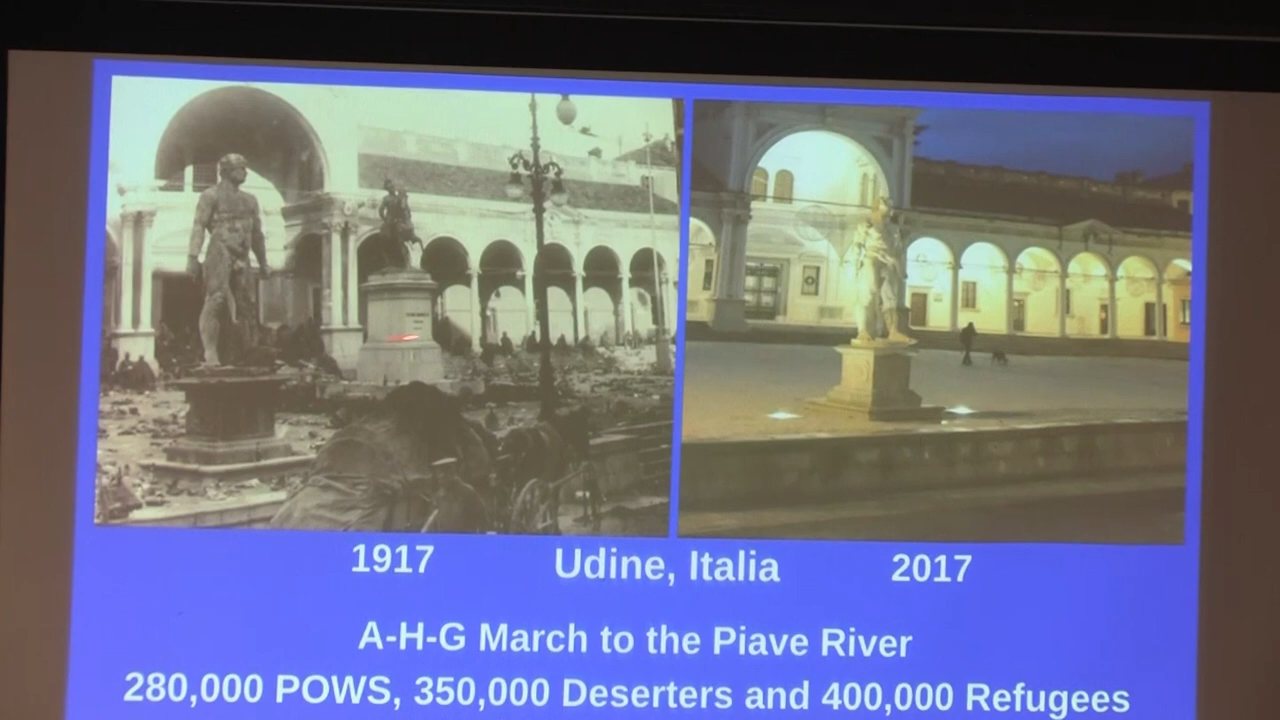 1917 Udine, Italia 2017
A-H-G March to the Piave River
280,000 POWS, 350,000 Deserters and 400,000 Refugees